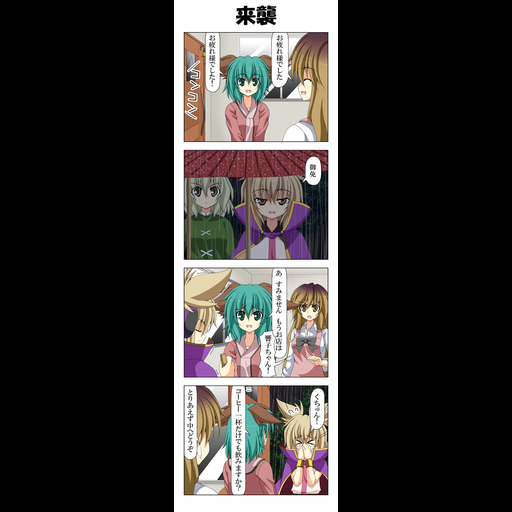 来襲
お疲れ様でした
お疲れ様でした！
コンコン
御免
あ すみません もうお店は
響子ちゃん！
くちゅん！
コーヒー一杯だけでも飲みますか？
とりあえず中へどうぞ